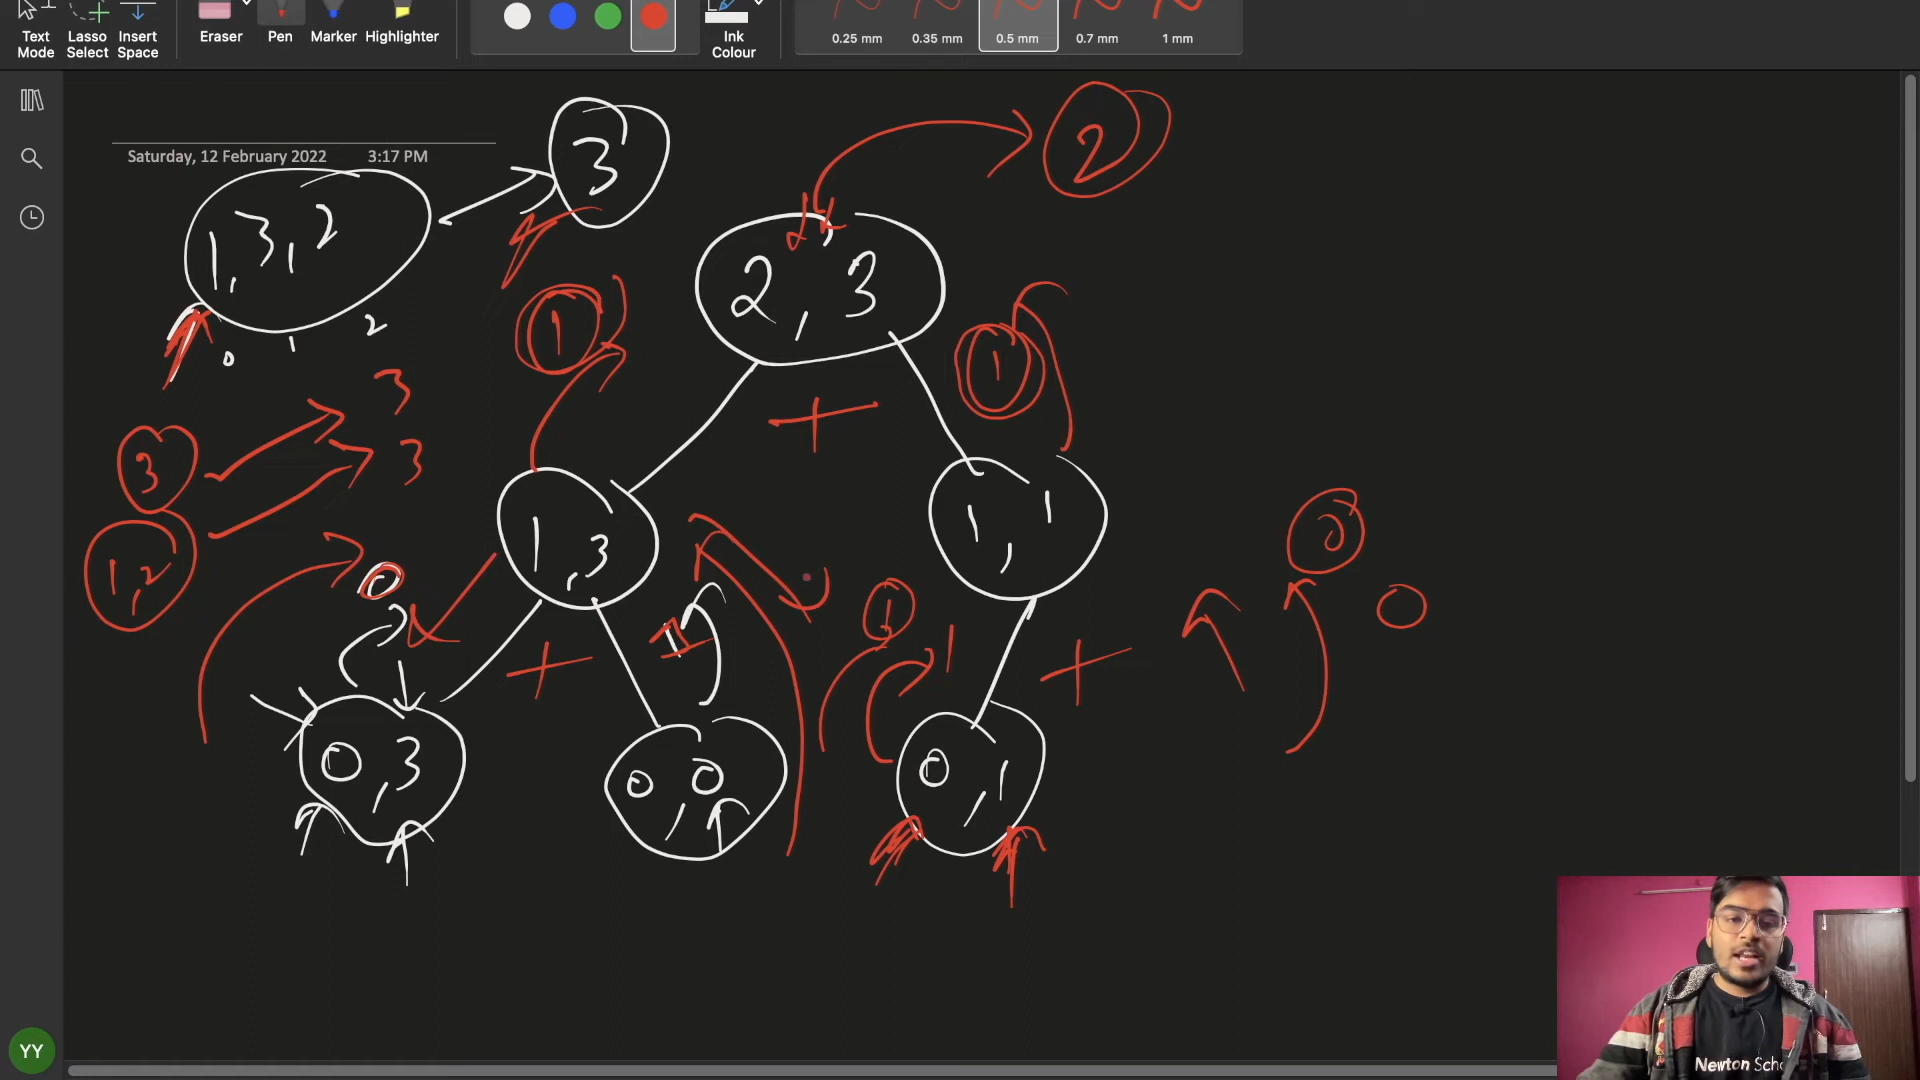 Text Mode
Lasso Select
Insert Space
Eraser
Pen
Marker
Highlighter
Ink Colour
0.25 mm
0.35 mm
0.5 mm
0.7 mm
1 mm
Saturday, 12 February 2022 3:17 PM
3
2
1, 3, 2
2, 3
0 1 2
1
1
+
3
3
3
1, 3
1, 1
0
1, 2
0
0
1
1
1
+
+
0, 3
0, 0
0, 1
YY
Newton Scho